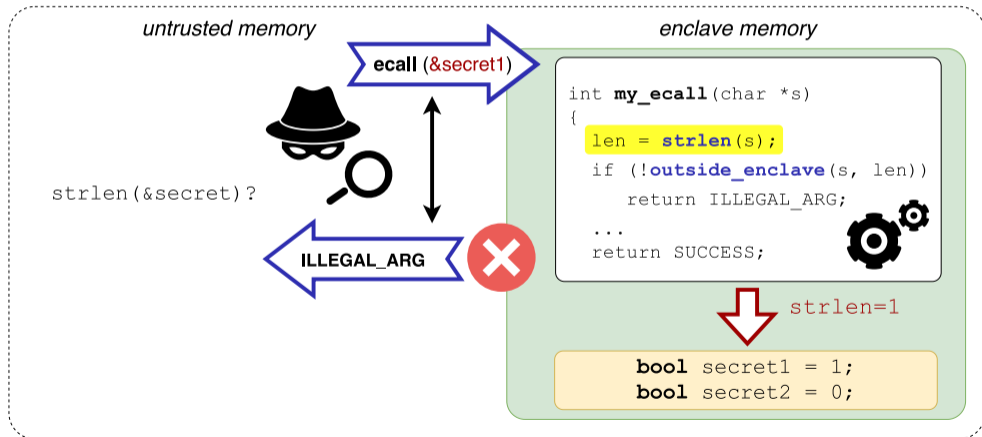 untrusted memory
enclave memory
ecall (&secret1)
int my_ecall(char *s)
{
len = strlen(s);
if (!outside_enclave(s, len))
return ILLEGAL_ARG;
...
return SUCCESS;
strlen(&secret)?
ILLEGAL_ARG
strlen=1
bool secret1 = 1;
bool secret2 = 0;